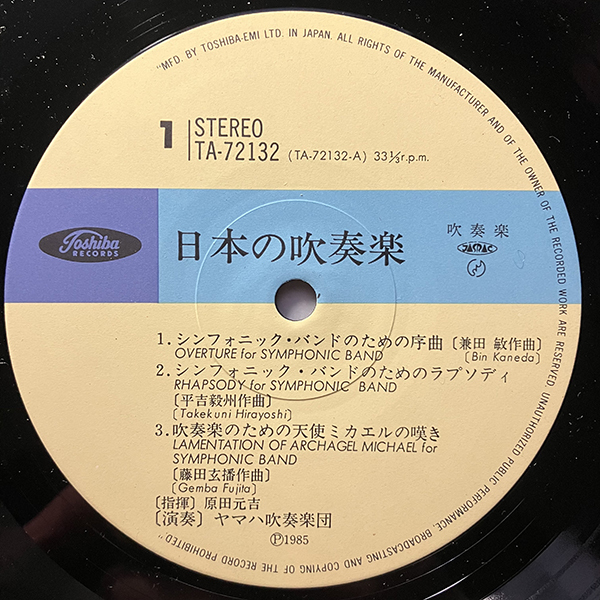 "MFD. BY TOSHIBA-EMI LTD. IN JAPAN. ALL RIGHTS OF THE MANUFACTURER AND OF THE OWNER OF THE RECORDED WORK ARE RESERVED. UNAUTHORIZED PUBLIC PERFORMANCE, BROADCASTING AND COPYING OF THE RECORD PROHIBITED"
1
STEREO
TA-72132 (TA-72132-A) 33⅓r.p.m.
Toshiba
RECORDS
日本の吹奏楽
吹奏楽
JASRAC
1. シンフォニック・バンドのための序曲〔兼田 敏作曲〕
OVERTURE for SYMPHONIC BAND 〔Bin Kaneda〕
2. シンフォニック・バンドのためのラプソディ
RHAPSODY for SYMPHONIC BAND
〔平吉毅州作曲〕
〔Takekuni Hirayoshi〕
3. 吹奏楽のための天使ミカエルの嘆き
LAMENTATION OF ARCHAGEL MICHAEL for
SYMPHONIC BAND
〔藤田玄播作曲〕
〔Gemba Fujita〕
〔指揮〕原田元吉
〔演奏〕ヤマハ吹奏楽団
Ⓟ1985